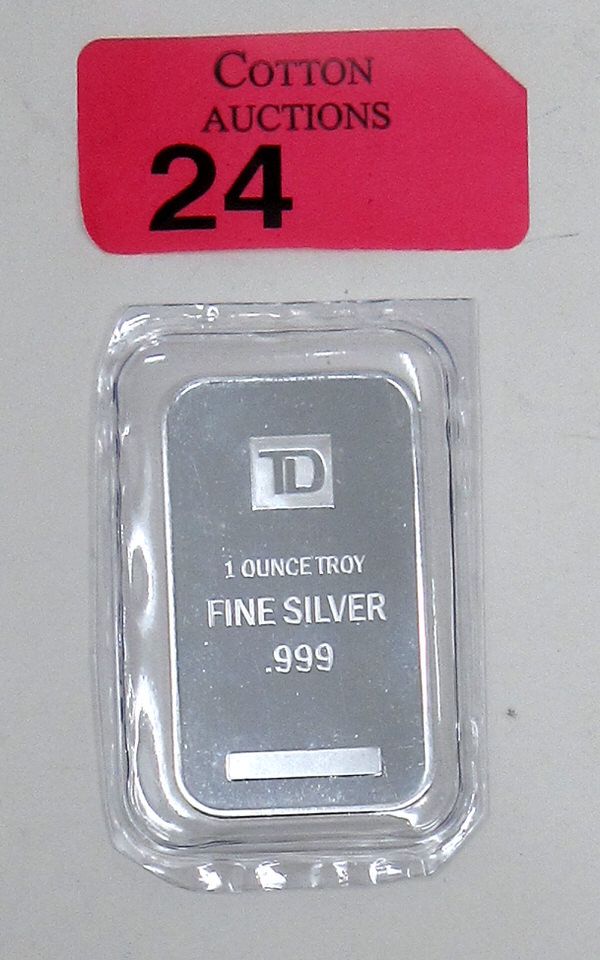 COTTON
AUCTIONS
24
TD
1 OUNCE TROY
FINE SILVER
.999